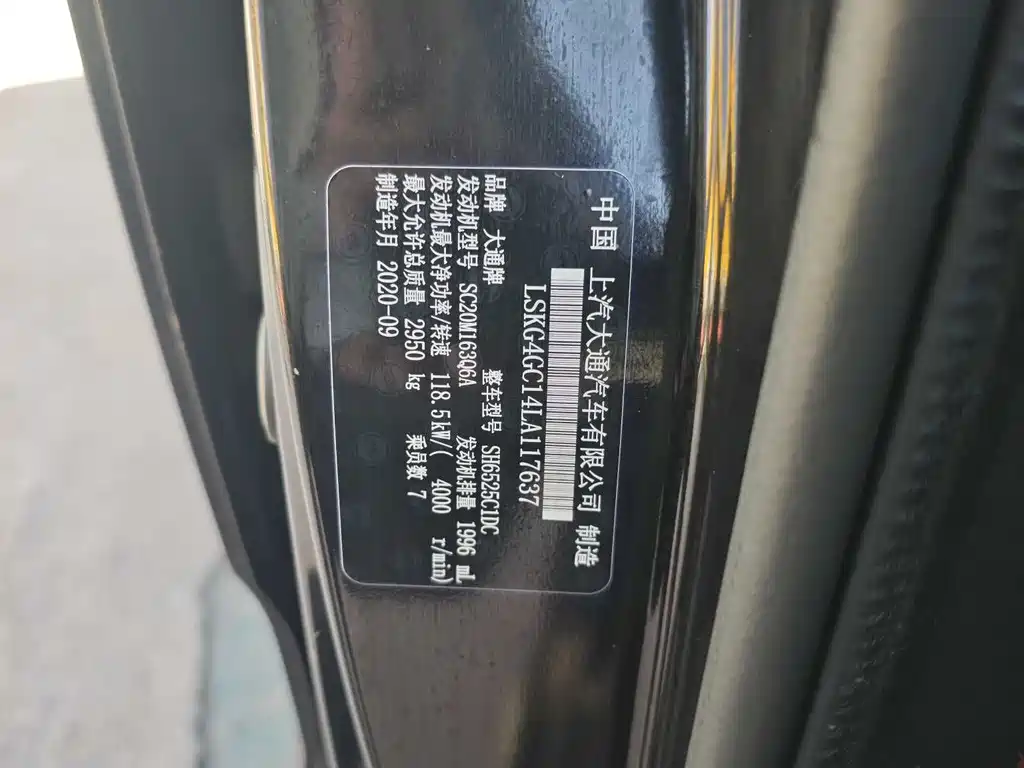 中国 上汽大通汽车有限公司 制造
LSKG4GC14LA117637
品牌 大通牌 整车型号 SH6525C1DC
发动机型号 SC20M163Q6A 发动机排量 1996 mL
发动机最大净功率/转速 118.5kW/( 4000 r/min)
最大允许总质量 2950 kg 乘员数 7
制造年月 2020-09